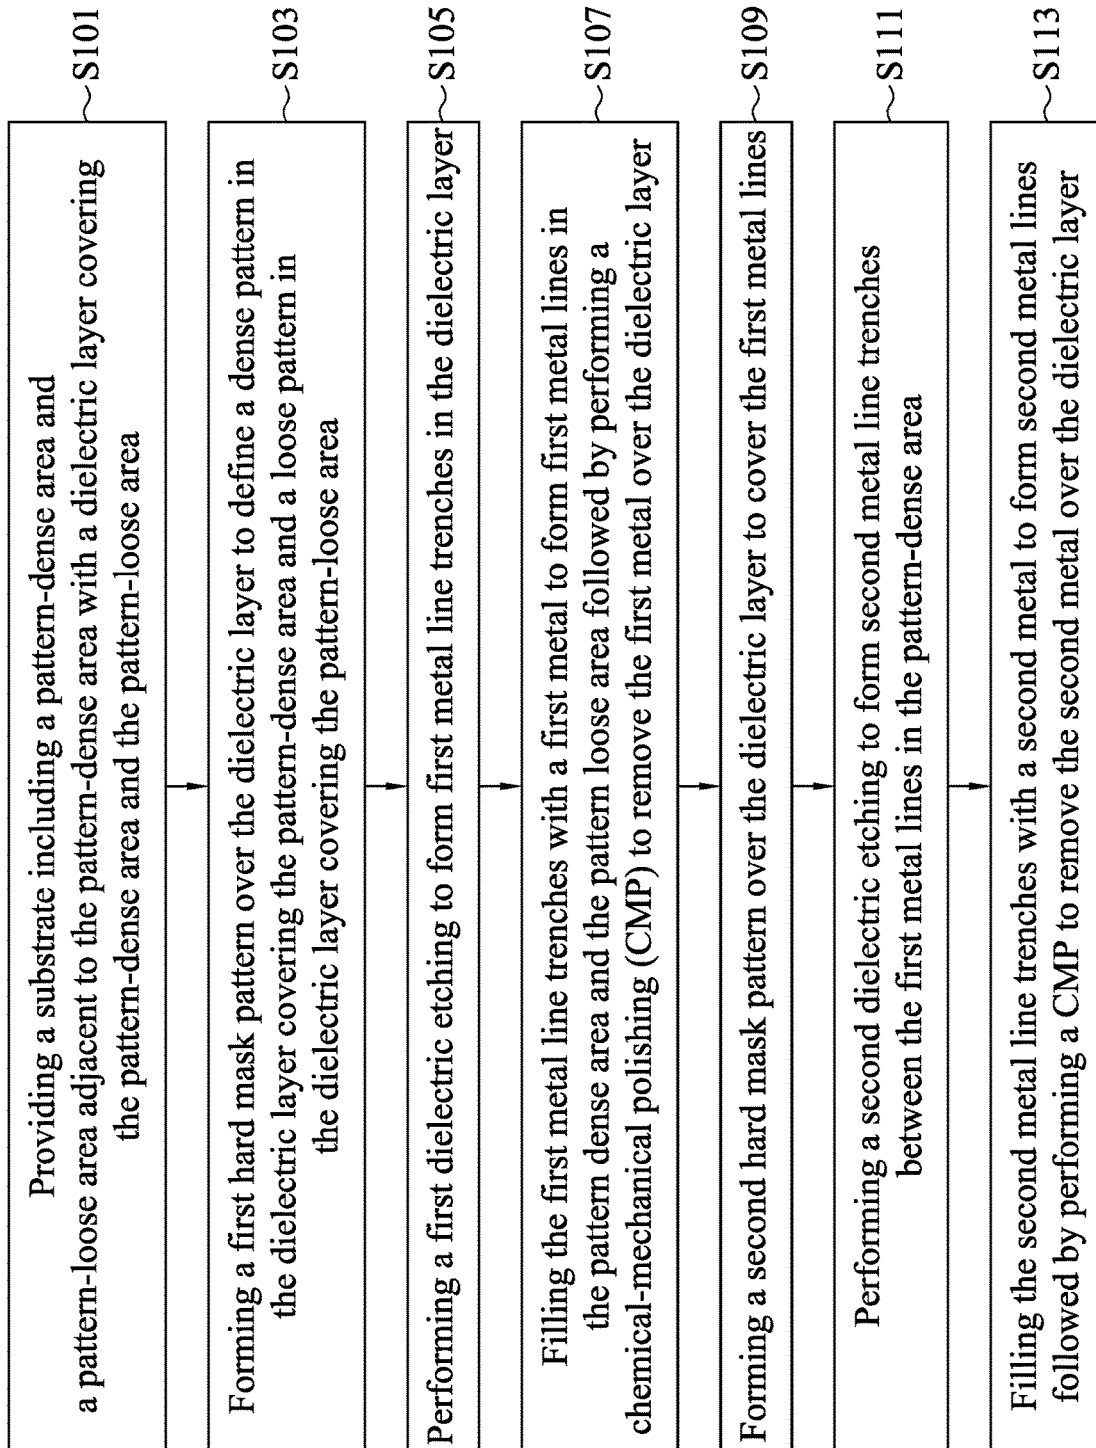 Providing a substrate including a pattern-dense area and
a pattern-loose area adjacent to the pattern-dense area with a dielectric layer covering
the pattern-dense area and the pattern-loose area
S101
Forming a first hard mask pattern over the dielectric layer to define a dense pattern in
the dielectric layer covering the pattern-dense area and a loose pattern in
the dielectric layer covering the pattern-loose area
S103
Performing a first dielectric etching to form first metal line trenches in the dielectric layer
S105
Filling the first metal line trenches with a first metal to form first metal lines in
the pattern dense area and the pattern loose area followed by performing a
chemical-mechanical polishing (CMP) to remove the first metal over the dielectric layer
S107
Forming a second hard mask pattern over the dielectric layer to cover the first metal lines
S109
Performing a second dielectric etching to form second metal line trenches
between the first metal lines in the pattern-dense area
S111
Filling the second metal line trenches with a second metal to form second metal lines
followed by performing a CMP to remove the second metal over the dielectric layer
S113